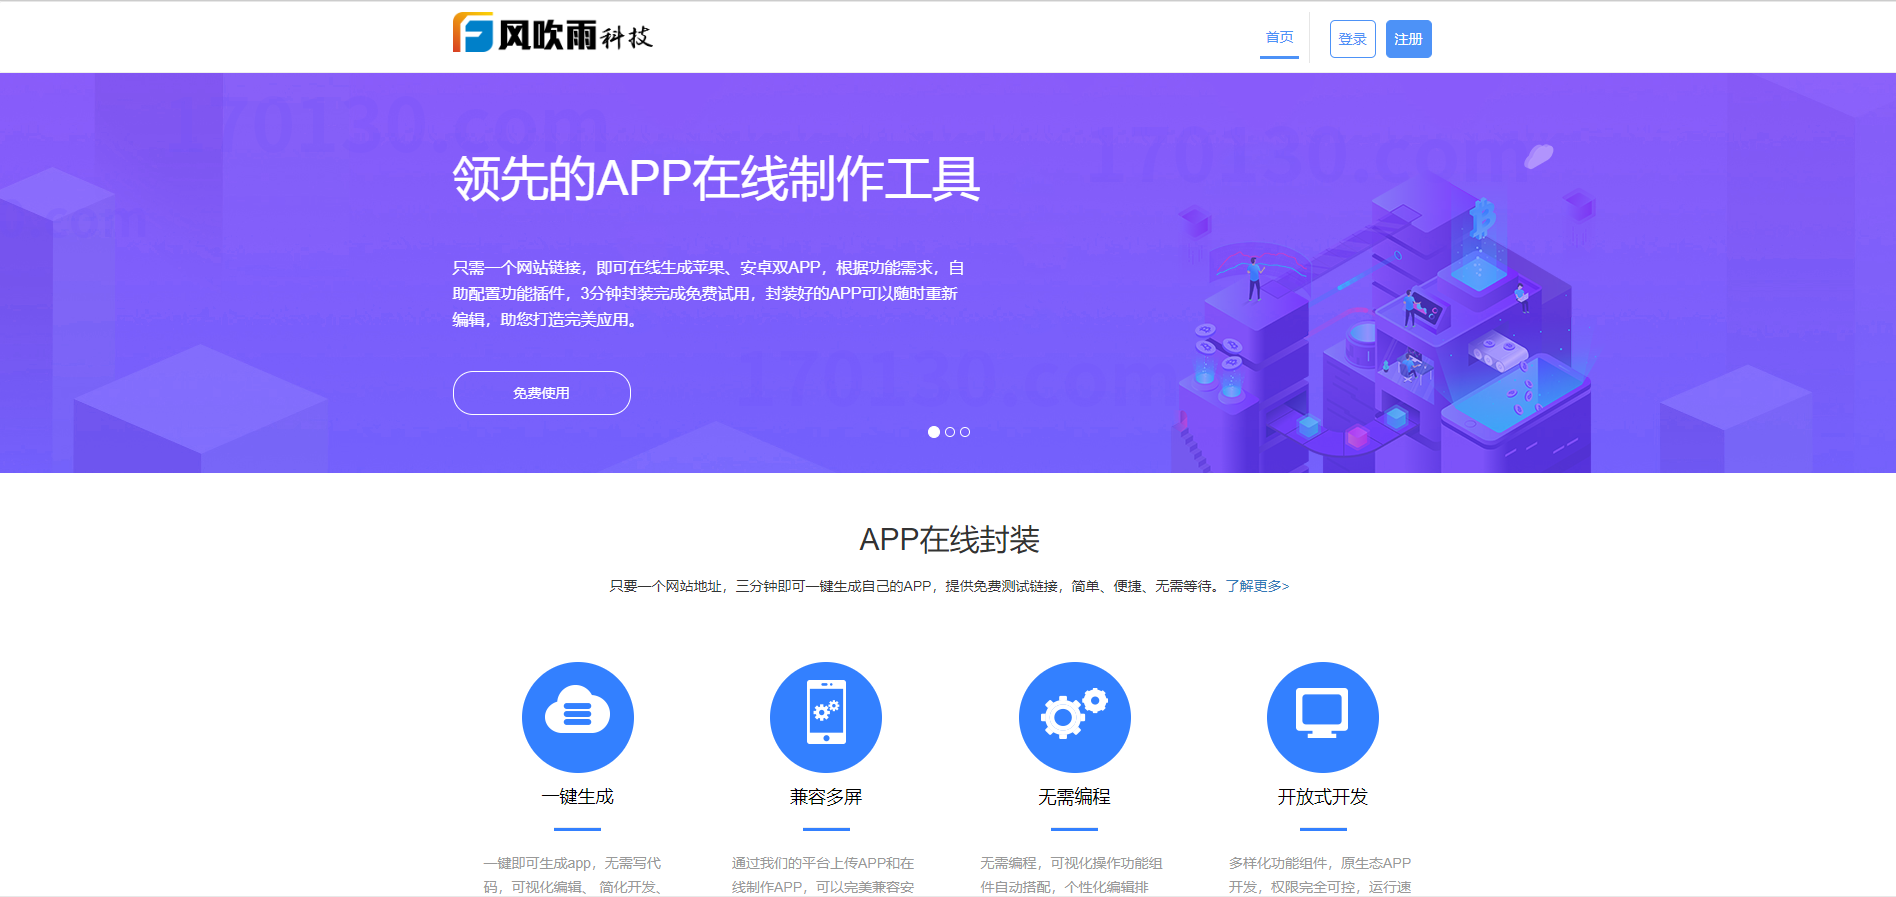 风吹雨科技
首页
登录
注册
170130.com
170130.com
领先的APP在线制作工具
.com
只需一个网站链接，即可在线生成苹果、安卓双APP，根据功能需求，自
助配置功能插件，3分钟封装完成免费试用，封装好的APP可以随时重新
编辑，助您打造完美应用。
170130.com
免费使用
APP在线封装
只要一个网站地址，三分钟即可一键生成自己的APP，提供免费测试链接，简单、便捷、无需等待。了解更多>
一键生成
兼容多屏
无需编程
开放式开发
一键即可生成app，无需写代
码，可视化编辑、 简化开发、
通过我们的平台上传APP和在
线制作APP，可以完美兼容安
无需编程，可视化操作功能组
件自动搭配，个性化编辑排
多样化功能组件，原生态APP
开发，权限完全可控，运行速